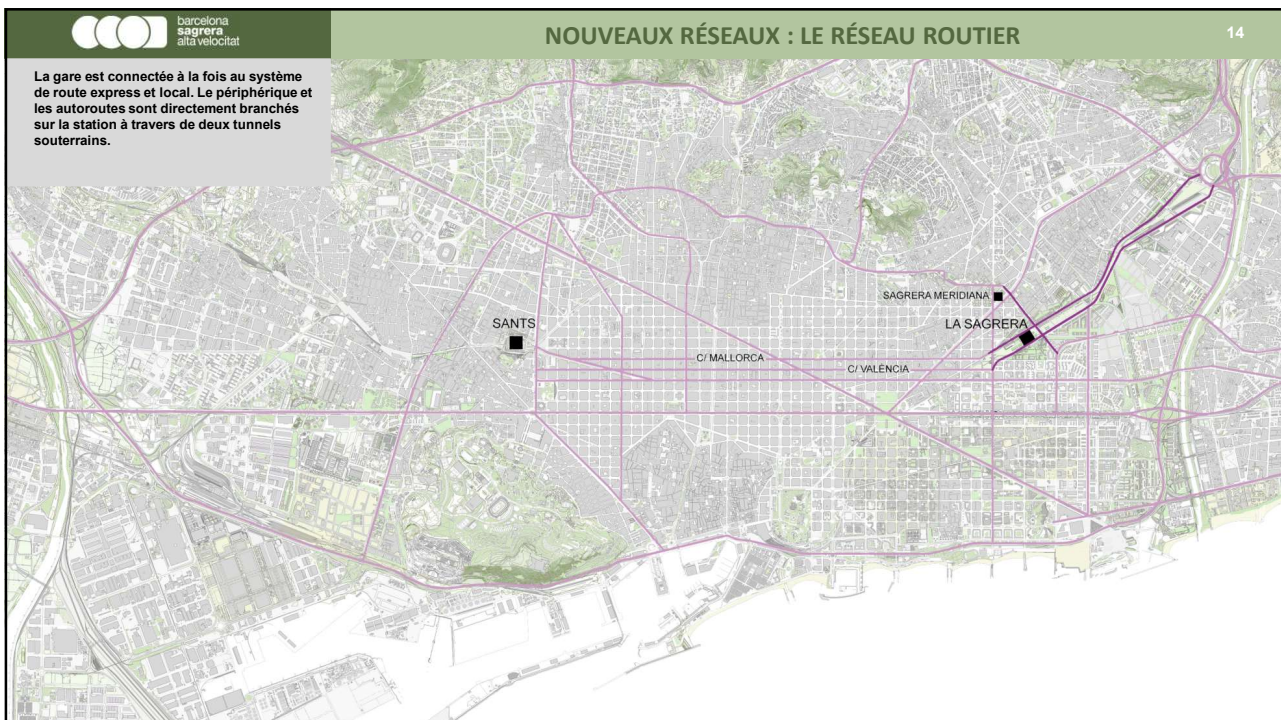 barcelona
sagrera
alta velocitat
NOUVEAUX RÉSEAUX : LE RÉSEAU ROUTIER
14
La gare est connectée à la fois au système
de route express et local. Le périphérique et
les autoroutes sont directement branchés
sur la station à travers de deux tunnels
souterrains.
SAGRERA MERIDIANA
SANTS
LA SAGRERA
C/ MALLORCA
C/ VALÈNCIA